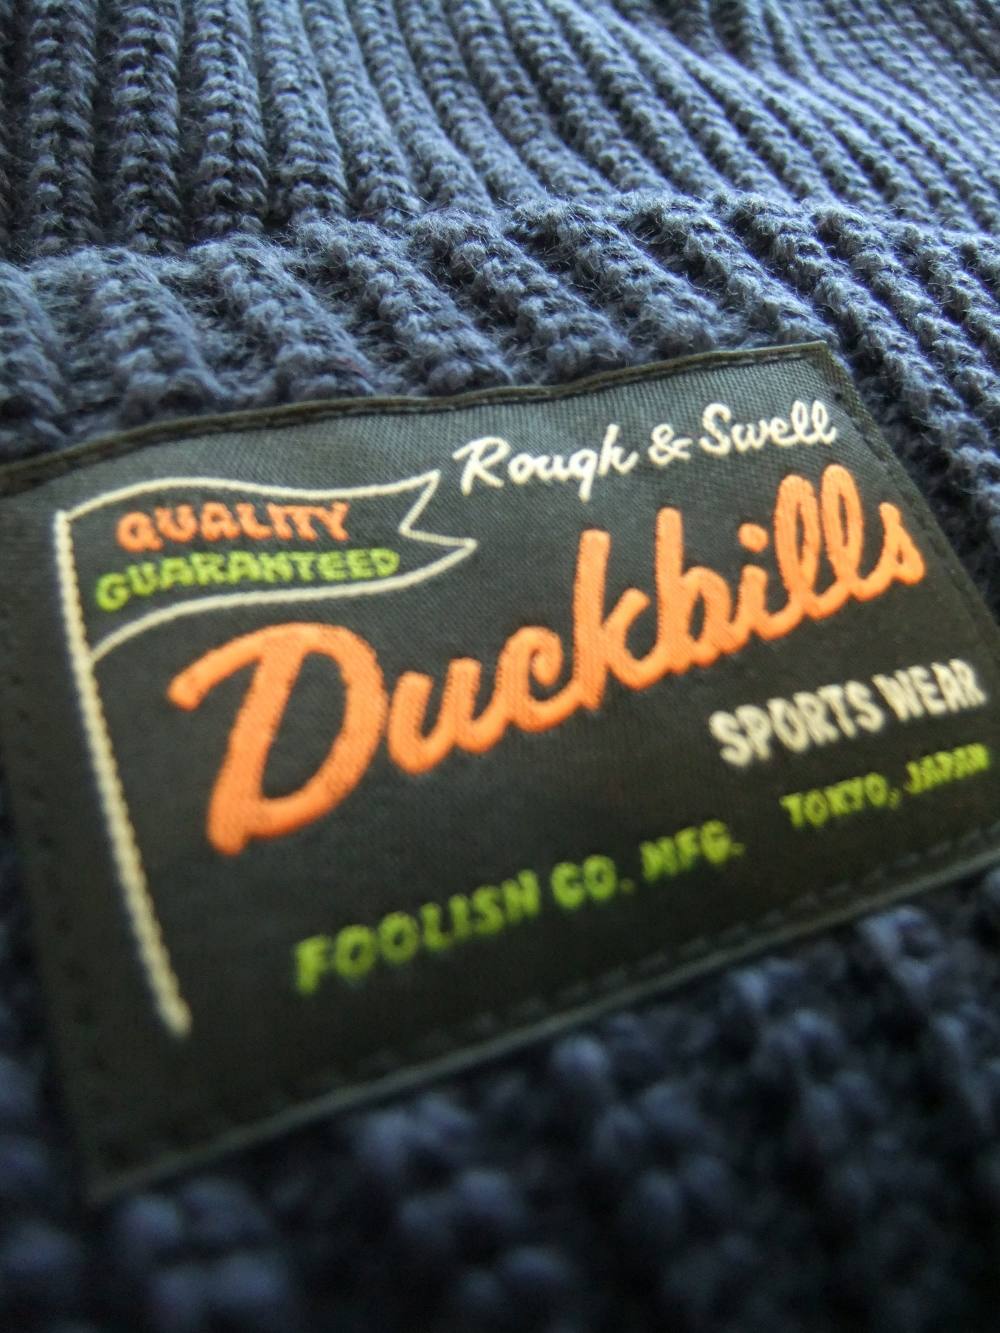 Rough & Swell
QUALITY
GUARANTEED
Duckbills
SPORTS WEAR
TOKYO, JAPAN
FOOLISH CO. MFG.